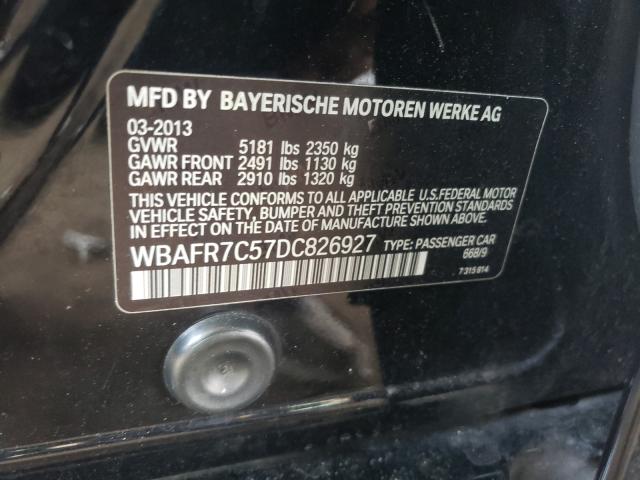 MFD BY BAYERISCHE MOTOREN WERKE AG
03-2013
GVWR 5181 lbs 2350 kg
GAWR FRONT 2491 lbs 1130 kg
GAWR REAR 2910 lbs 1320 kg
THIS VEHICLE CONFORMS TO ALL APPLICABLE U.S.FEDERAL MOTOR
VEHICLE SAFETY, BUMPER AND THEFT PREVENTION STANDARDS
IN EFFECT ON THE DATE OF MANUFACTURE SHOWN ABOVE.
WBAFR7C57DC826927 TYPE: PASSENGER CAR
668/9
7 315 814